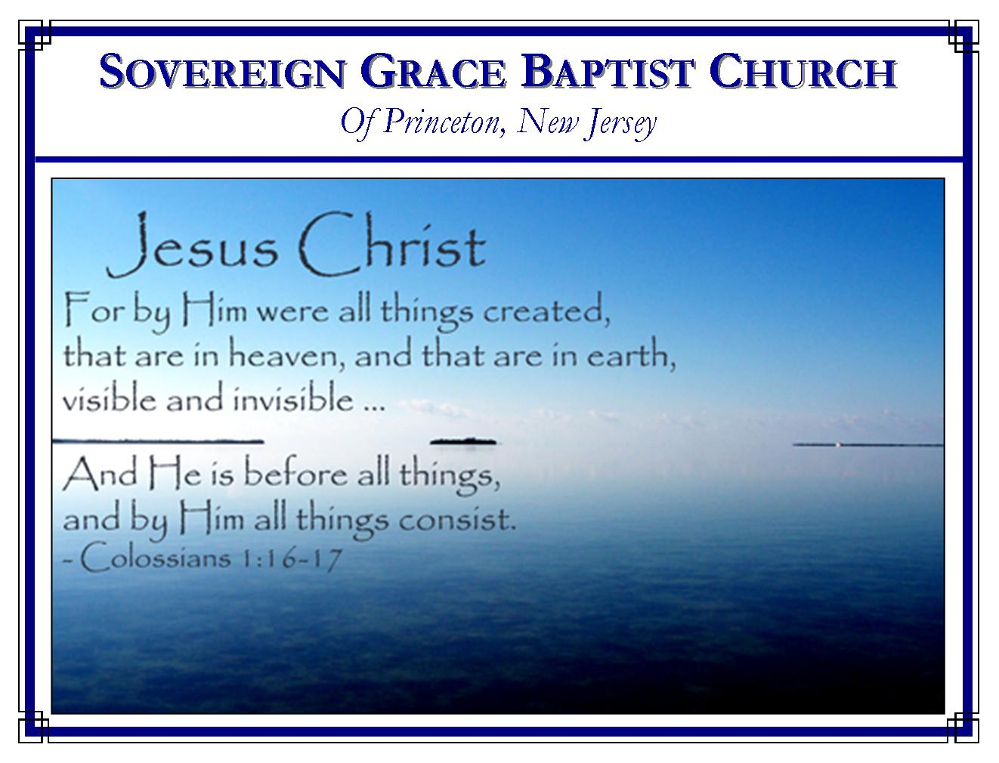 Sovereign Grace Baptist Church
Of Princeton, New Jersey
Jesus Christ
For by Him were all things created,
that are in heaven, and that are in earth,
visible and invisible ...
And He is before all things,
and by Him all things consist.
- Colossians 1:16-17